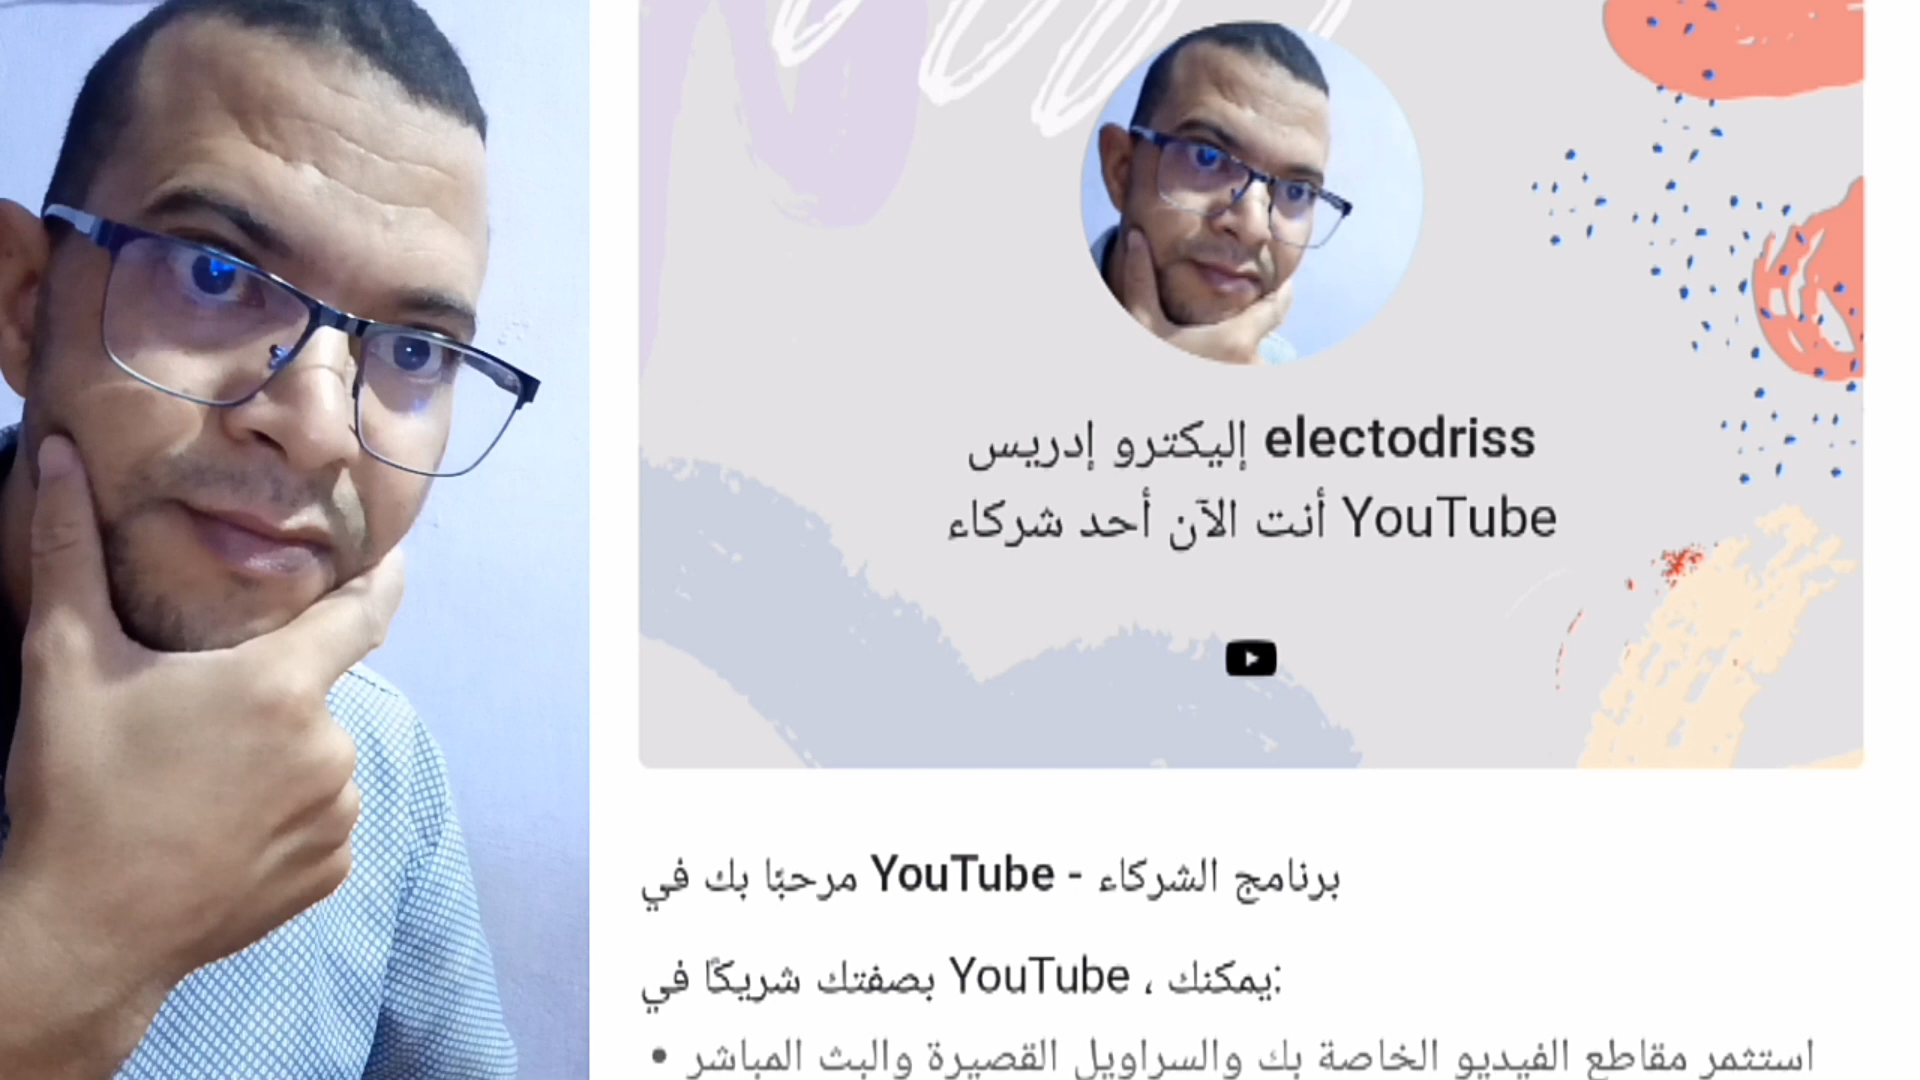 electodriss إليكترو إدريس
أنت الآن أحد شركاء YouTube
مرحبًا بك في YouTube - برنامج الشركاء
بصفتك شريكًا في YouTube ، يمكنك:
• استثمر مقاطع الفيديو الخاصة بك والسراويل القصيرة والبث المباشر